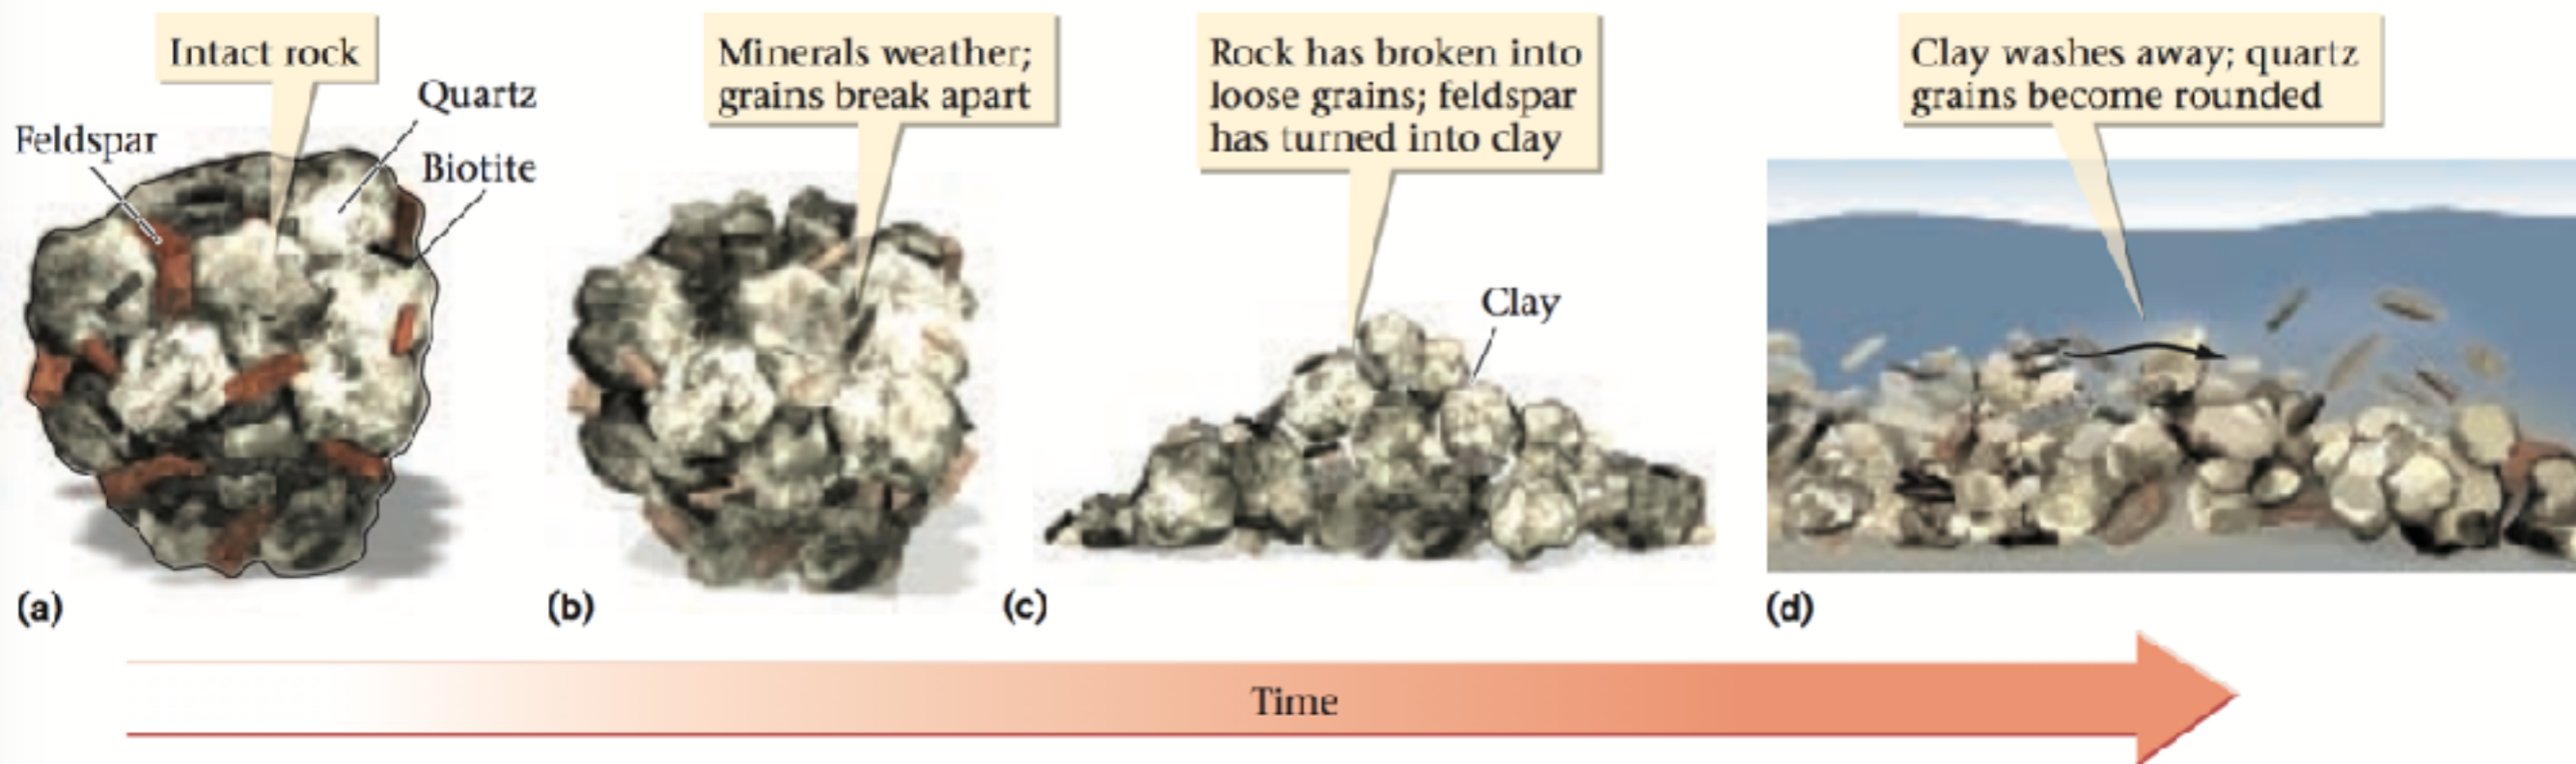 Intact rock
Feldspar
Quartz
Biotite
Minerals weather;
grains break apart
Rock has broken into
loose grains; feldspar
has turned into clay
Clay
Clay washes away; quartz
grains become rounded
(a)
(b)
(c)
(d)
Time